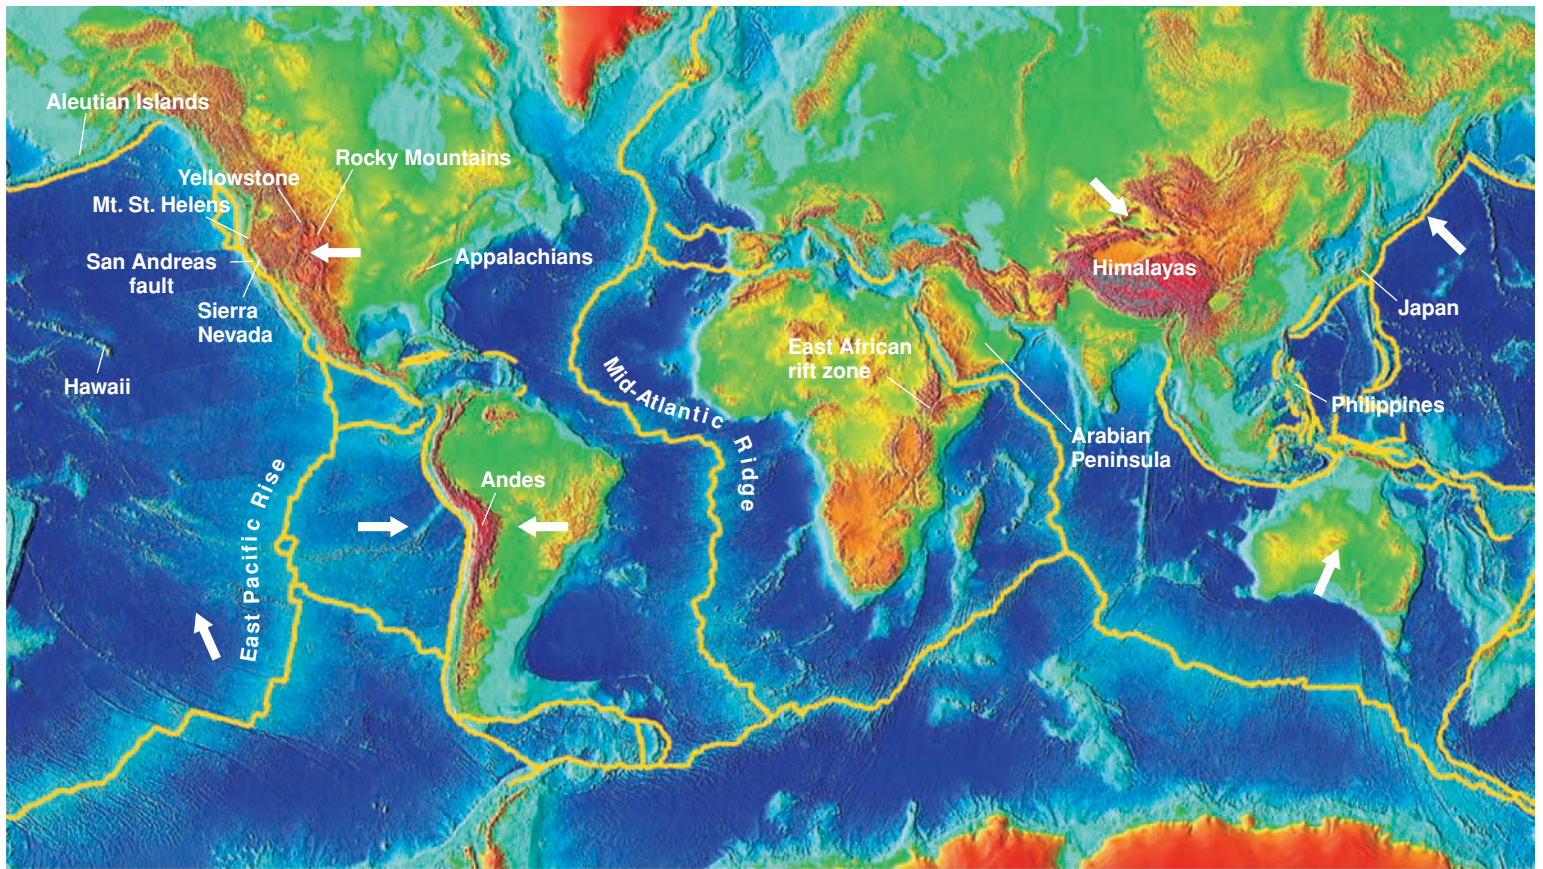 Aleutian Islands
Rocky Mountains
Yellowstone
Mt. St. Helens
San Andreas
fault
Sierra
Nevada
Appalachians
Hawaii
Himalayas
Japan
East African
rift zone
Mid-Atlantic Ridge
Philippines
Arabian
Peninsula
East Pacific Rise
Andes